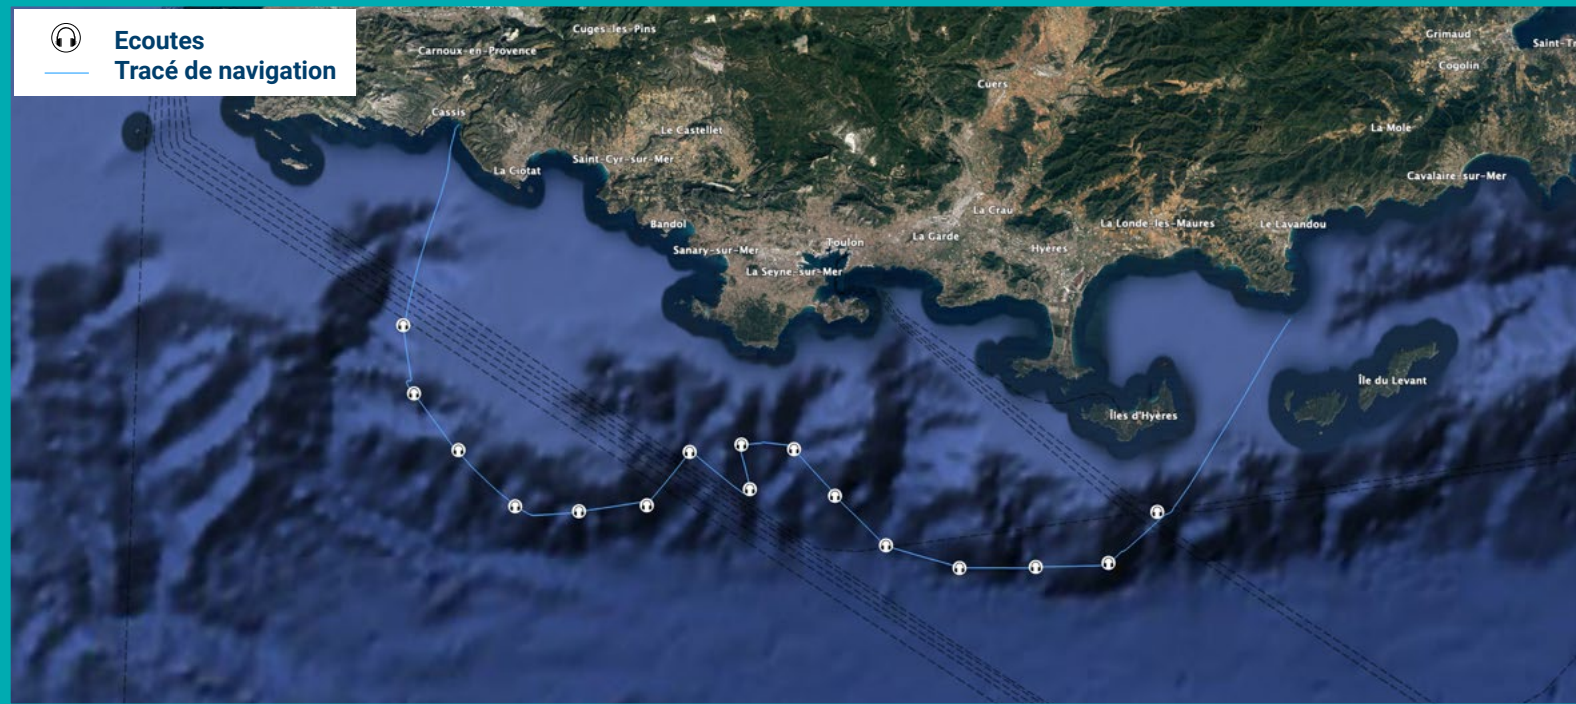 Ecoutes
Tracé de navigation
Cuges-les-Pins
Carnoux-en-Provence
Grimaud
Saint-Tr
Cogolin
Cuers
Cassis
Le Castellet
La Mole
Saint-Cyr-sur-Mer
La Ciotat
Cavalaire-sur-Mer
La Crau
Bandol
La Londe-les-Maures
Le Lavandou
La Garde
Toulon
Hyères
Sanary-sur-Mer
La Seyne-sur-Mer
Île du Levant
Îles d'Hyères